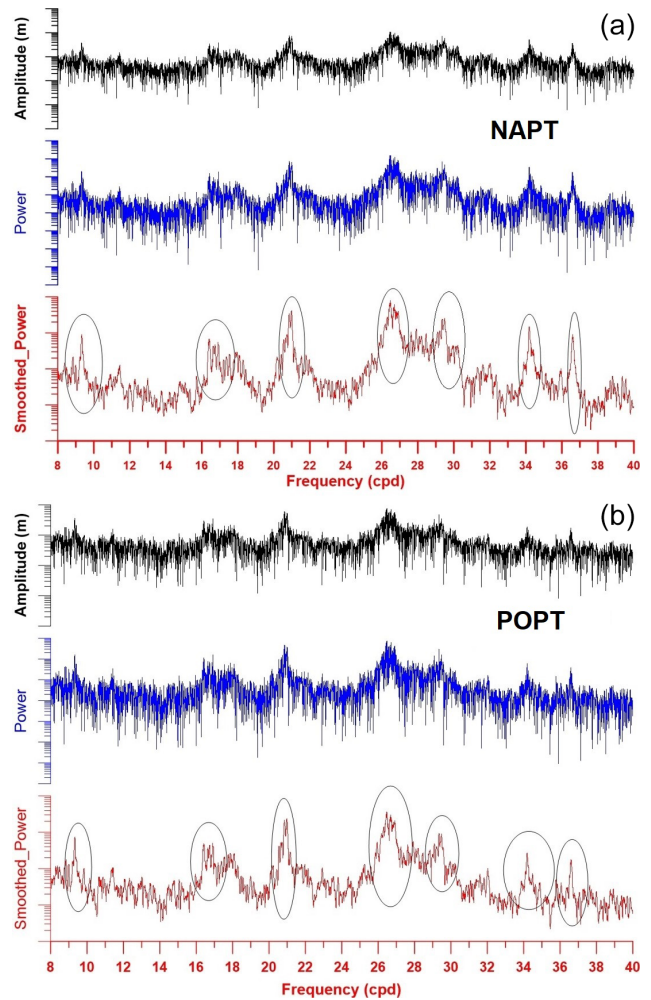 (a)
Amplitude (m)
NAPT
Power
Smoothed_Power
8 10 12 14 16 18 20 22 24 26 28 30 32 34 36 38 40
Frequency (cpd)
(b)
Amplitude (m)
POPT
Power
Smoothed_Power
8 10 12 14 16 18 20 22 24 26 28 30 32 34 36 38 40
Frequency (cpd)